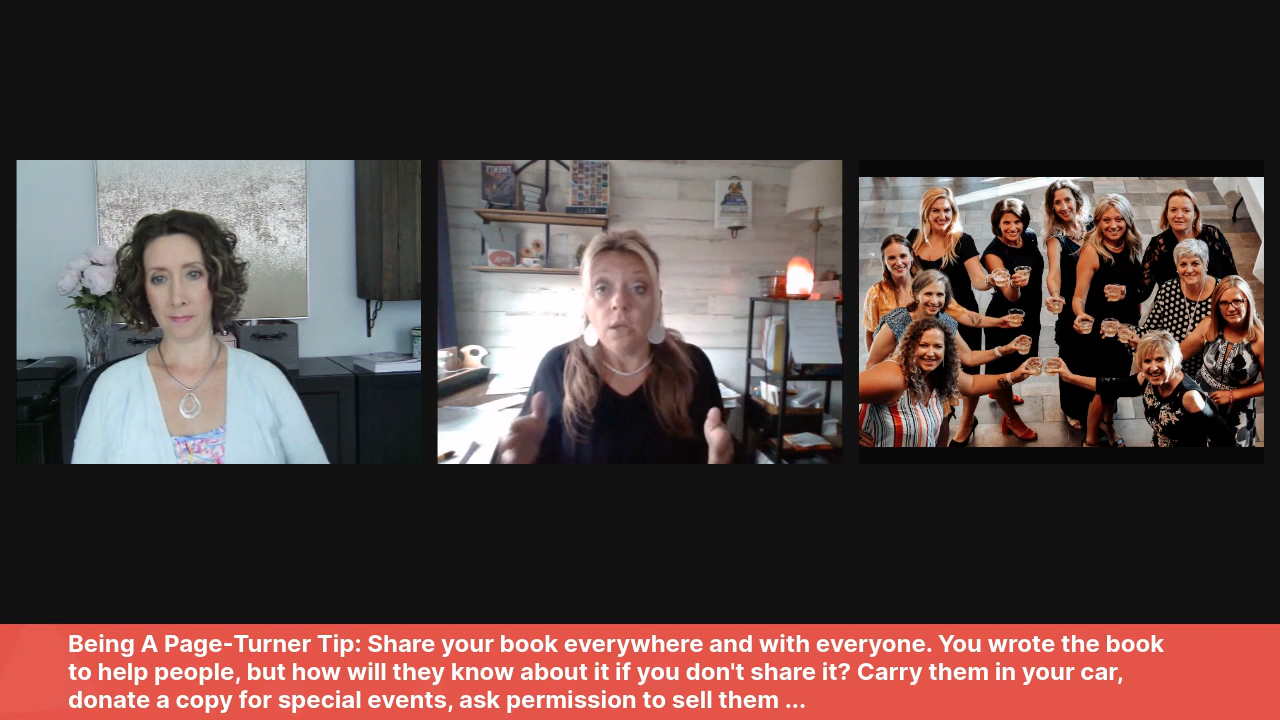 Being A Page-Turner Tip: Share your book everywhere and with everyone. You wrote the book
to help people, but how will they know about it if you don't share it? Carry them in your car,
donate a copy for special events, ask permission to sell them ...